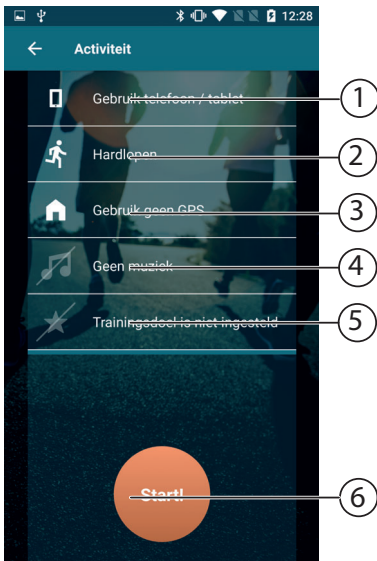 12:28
Activiteit
Gebruik telefoon / tablet 1
Hardlopen 2
Gebruik geen GPS 3
Geen muziek 4
Trainingsdoel is niet ingesteld 5
Start! 6